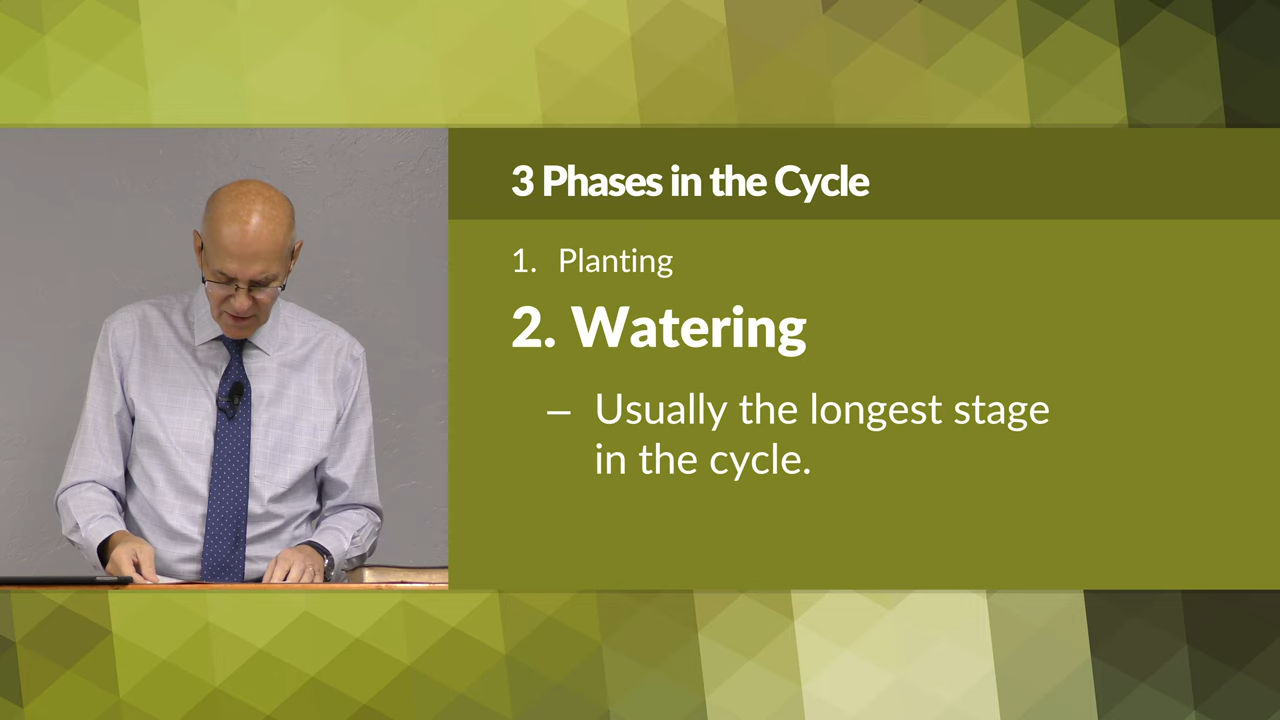 3 Phases in the Cycle
1. Planting
2. Watering
– Usually the longest stage
in the cycle.